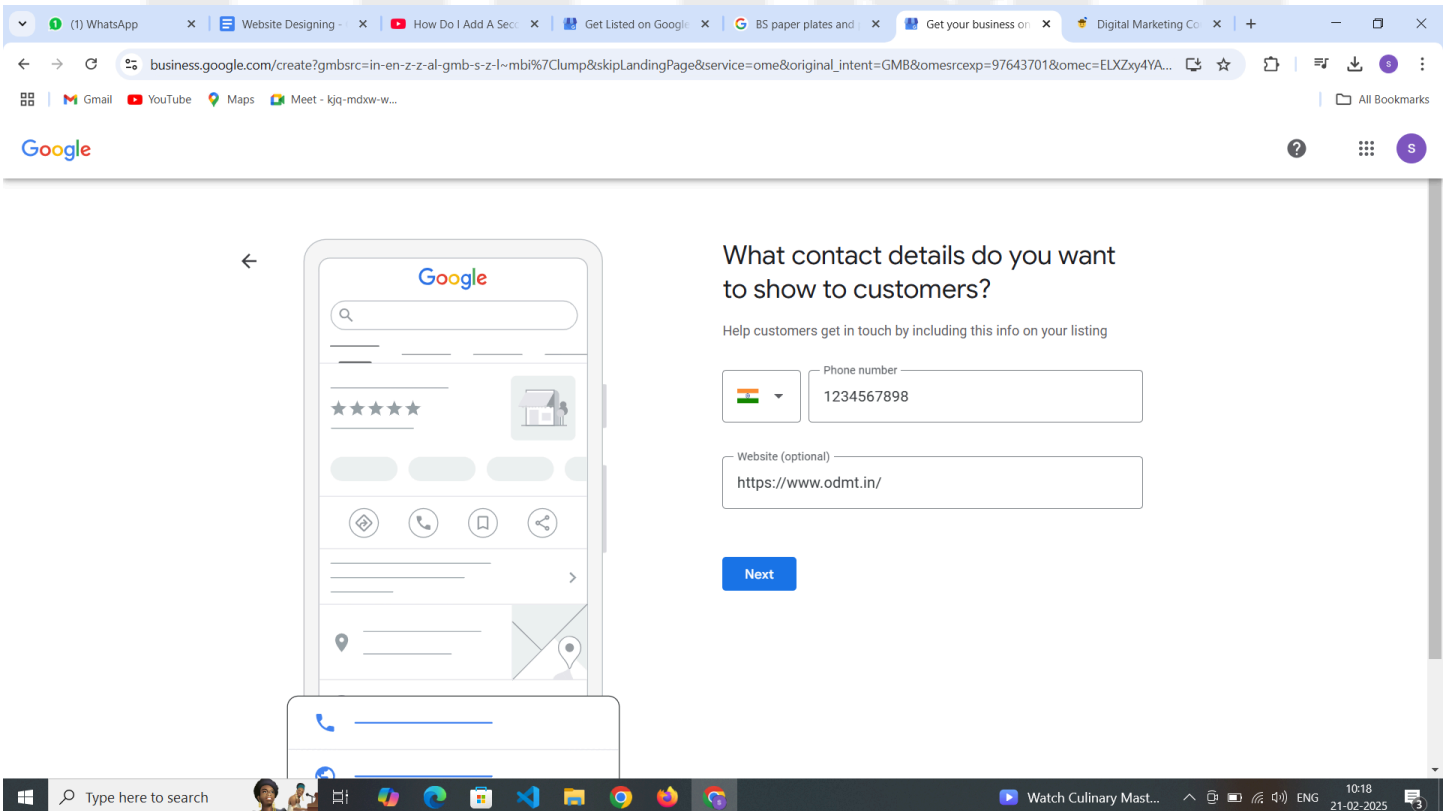 (1) WhatsApp
Website Designing -
How Do I Add A Seco
Get Listed on Google
BS paper plates and
Get your business on
Digital Marketing Co
business.google.com/create?gmbsrc=in-en-z-z-al-gmb-s-z-l~mbi%7Clump&skipLandingPage&service=ome&original_intent=GMB&omesrcexp=97643701&omec=ELXZxy4YA...
S
Gmail
YouTube
Maps
Meet - kjq-mdxw-w...
All Bookmarks
Google
S
Google
What contact details do you want
to show to customers?
Help customers get in touch by including this info on your listing
Phone number
1234567898
Website (optional)
https://www.odmt.in/
Next
Type here to search
Watch Culinary Mast...
ENG
10:18
21-02-2025
3